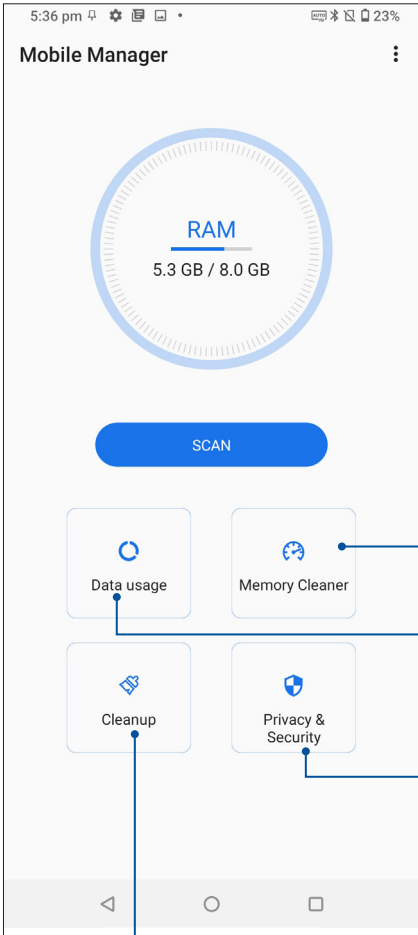 5:36 pm AUTO 23%
Mobile Manager
RAM
5.3 GB / 8.0 GB
SCAN
Data usage
Memory Cleaner
Cleanup
Privacy &
Security